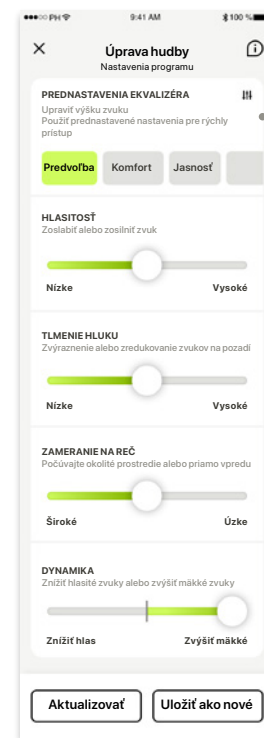 PH 9:41 AM 100 %
Úprava hudby
Nastavenia programu
PREDNASTAVENIA EKVALIZÉRA
Upraviť výšku
zvuku
Použiť prednastavené nastavenia pre rýchly
prístup
Predvoľba Komfort Jasnosť
HLASITOSŤ
Zoslabiť alebo zosilniť zvuk
Nízke Vysoké
TLMENIE HLUKU
Zvýraznenie alebo zredukovanie zvukov na pozadí
Nízke Vysoké
ZAMERANIE NA REČ
Počúvajte okolité prostredie alebo priamo vpredu
Široké Úzke
DYNAMIKA
Znížiť hlasité zvuky alebo zvýšiť mäkké zvuky
Znížiť hlas Zvýšiť mäkké
Aktualizovať Uložiť ako nové